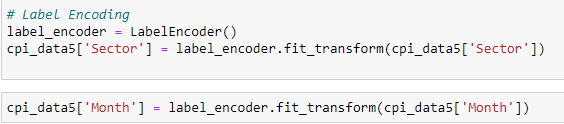 # Label Encoding
label_encoder = LabelEncoder()
cpi_data5['Sector'] = label_encoder.fit_transform(cpi_data5['Sector'])
cpi_data5['Month'] = label_encoder.fit_transform(cpi_data5['Month'])